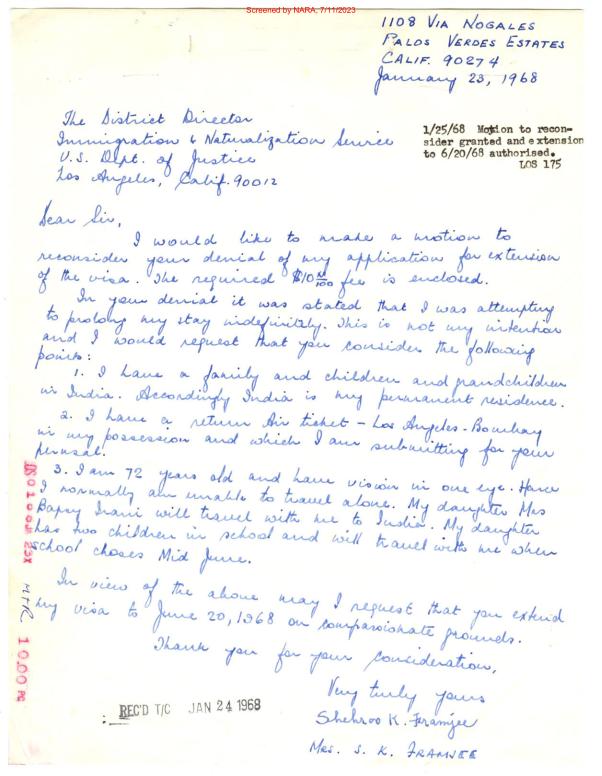 Screened by NARA, 7/11/2023
1108 VIA NOGALES
PALOS VERDES ESTATES
CALIF. 90274
January 23, 1968
The District Director
Immigration & Naturalization Service
U.S. Dept. of Justice
Los Angeles, Calif. 90012
1/25/68 Motion to recon-
sider granted and extension
to 6/20/68 authorised.
LOS 175
Dear Sir,
I would like to make a motion to
reconsider your denial of my application for extension
of the visa. The required $10 fee is enclosed.
In your denial it was stated that I was attempting
to prolong my stay indefinitely. This is not my intention
and I would request that you consider the following
points:
1. I have a family and children and grandchildren
in India. Accordingly India is my permanent residence.
2. I have a return Air ticket - Los Angeles - Bombay
in my possession and which I am submitting for your
perusal.
3. I am 72 years old and have vision in one eye. Hence
I normally am unable to travel alone. My daughter Mrs
Irani will travel with me to India. My daughter
has two children in school and will travel with me when
school closes Mid June.
In view of the above may I request that you extend
my visa to June 20, 1968 on compassionate grounds.
Thank you for your consideration,
Very truly yours
Shehroo K. Framjee
MRS. S. K. FRAMJEE
REC'D T/C JAN 24 1968
MTR 10.00